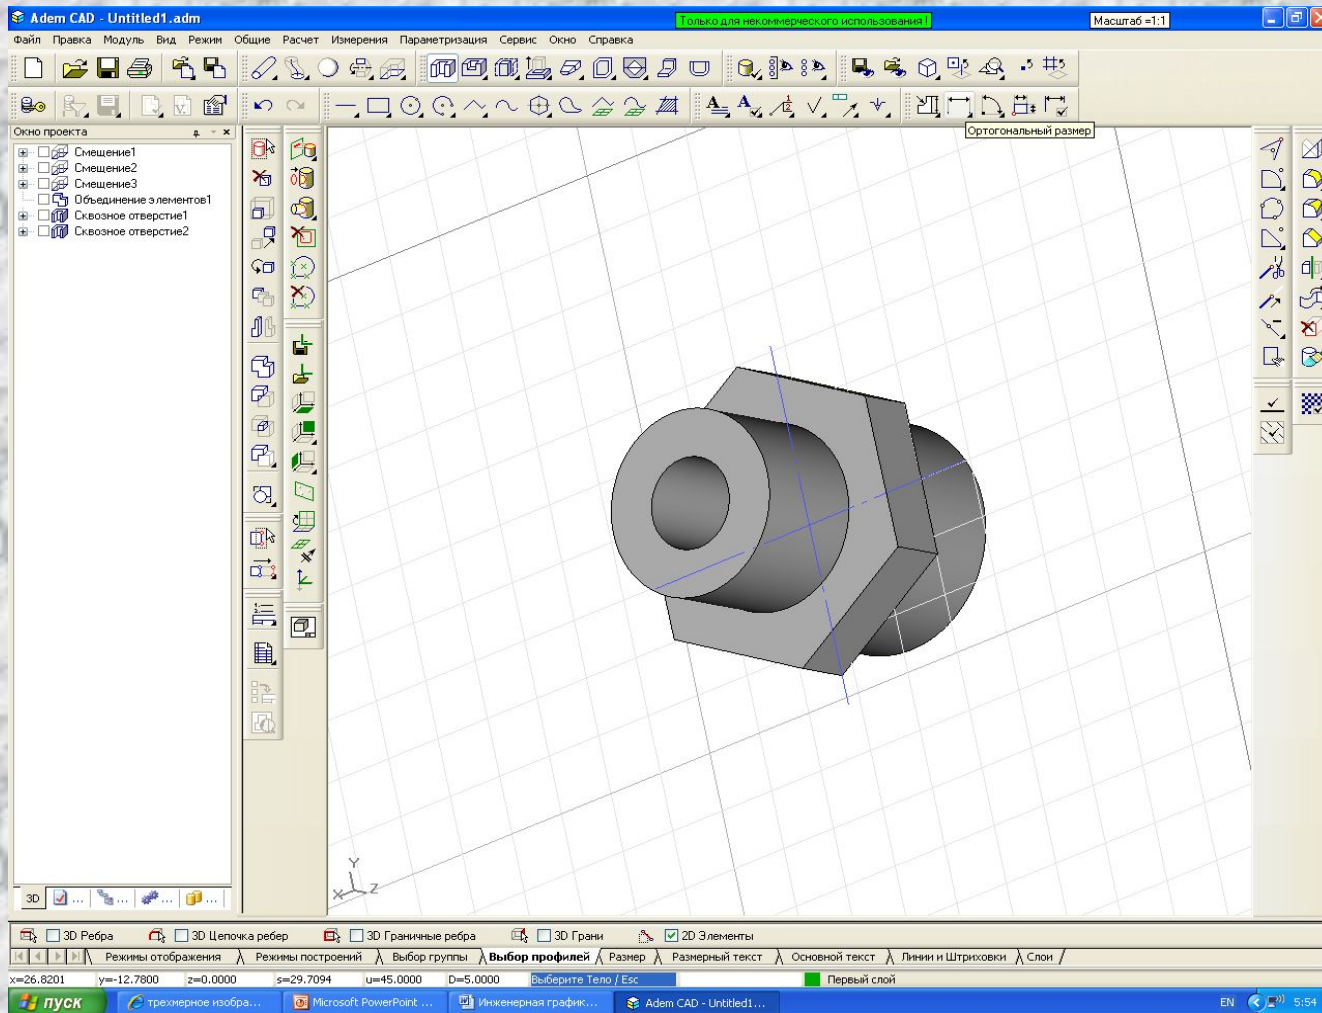 Adem CAD - Untitled1.adm
Только для некоммерческого использования !
Масштаб =1:1
Файл Правка Модуль Вид Режим Общие Расчет Измерения Параметризация Сервис Окно Справка
Ортогональный размер
Окно проекта
Смещение1
Смещение2
Смещение3
Объединение элементов1
Сквозное отверстие1
Сквозное отверстие2
Y
X Z
3D ... ... ... ...
3D Ребра 3D Цепочка ребер 3D Граничные ребра 3D Грани 2D Элементы
Режимы отображения Режимы построений Выбор группы Выбор профилей Размер Размерный текст Основной текст Линии и Штриховки Слои
x=26.8201 y=-12.7800 z=0.0000 s=29.7094 u=45.0000 D=5.0000 Выберите Тело / Esc Первый слой
пуск трехмерное изобра... Microsoft PowerPoint ... Инженерная график... Adem CAD - Untitled1... EN 5:54